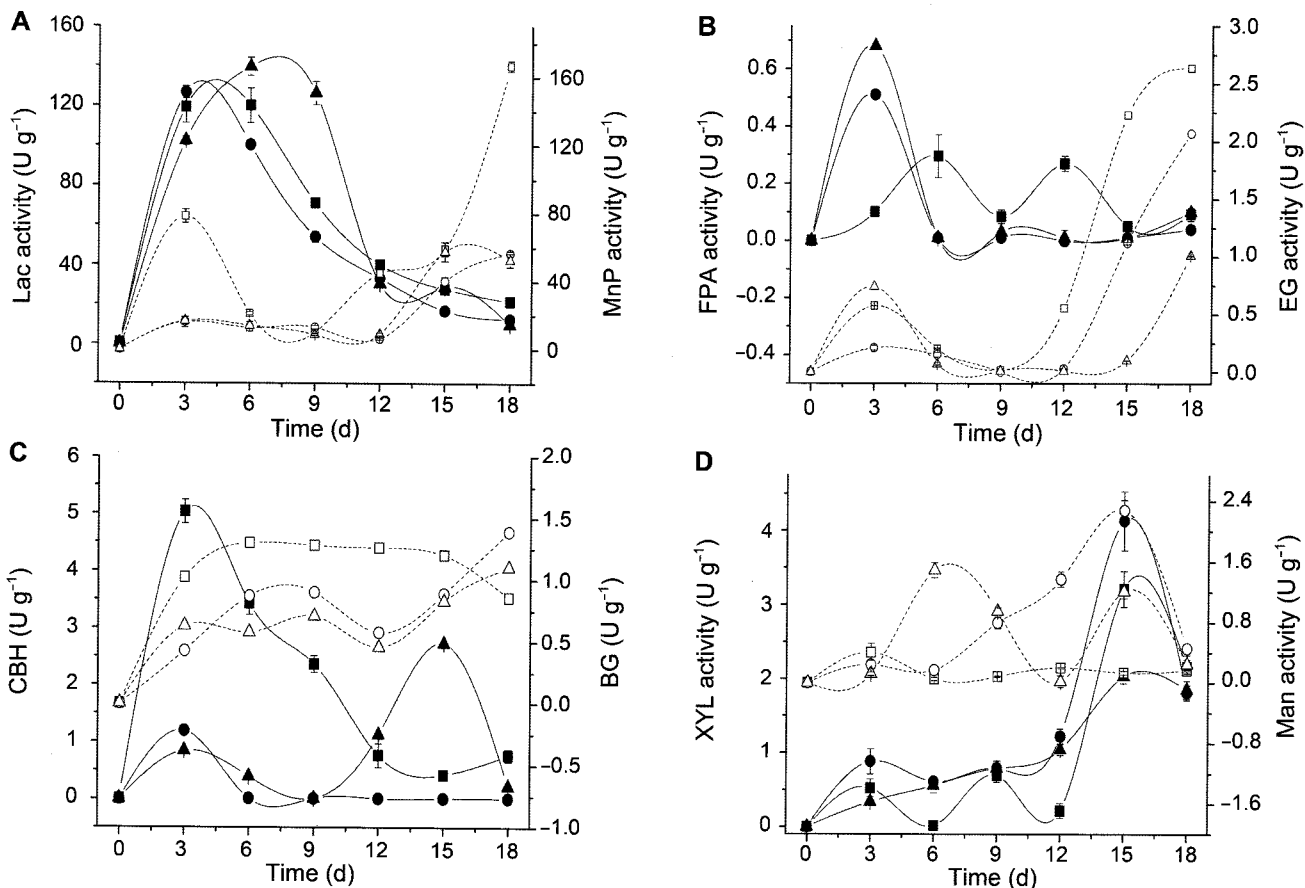 A
160
120
80
40
0
Lac activity (U g⁻¹)
160
120
80
40
0
MnP activity (U g⁻¹)
0 3 6 9 12 15 18
Time (d)
B
0.6
0.4
0.2
0.0
−0.2
−0.4
FPA activity (U g⁻¹)
3.0
2.5
2.0
1.5
1.0
0.5
0.0
EG activity (U g⁻¹)
0 3 6 9 12 15 18
Time (d)
C
6
5
4
3
2
1
0
CBH (U g⁻¹)
2.0
1.5
1.0
0.5
0.0
−0.5
−1.0
BG (U g⁻¹)
0 3 6 9 12 15 18
Time (d)
D
4
3
2
1
0
XYL activity (U g⁻¹)
2.4
1.6
0.8
0.0
−0.8
−1.6
Man activity (U g⁻¹)
0 3 6 9 12 15 18
Time (d)